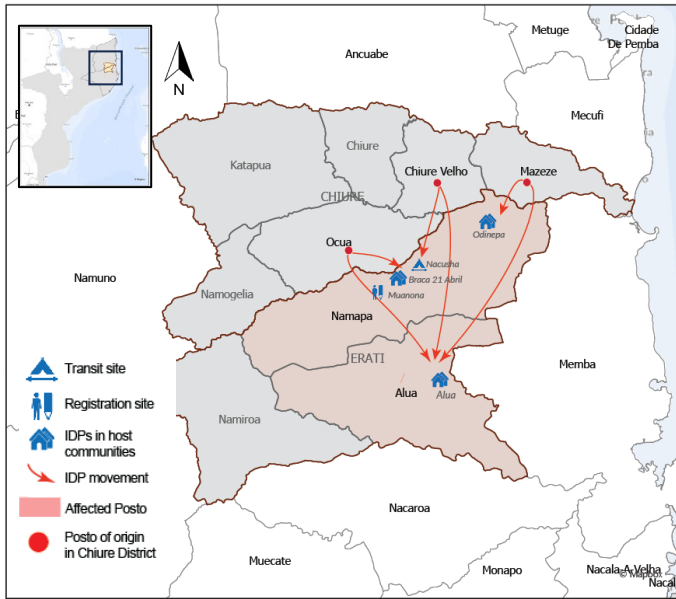 Metuge
Cidade
De Pemba
Ancuabe
N
Mecufi
Chiure
Katapua
Chiure Velho
Mazeze
CHIURE
Odinepa
Ocua
Nacusha
Braca 21 Abril
Namuno
Muanona
Namogelia
Namapa
ERATI
Memba
Transit site
Alua
Alua
Registration site
Namiroa
IDPs in host
communities
IDP movement
Affected Posto
Nacaroa
Posto of origin
in Chiure District
Muecate
Monapo
Nacala-A-Velha
© Mapbox
Nacal